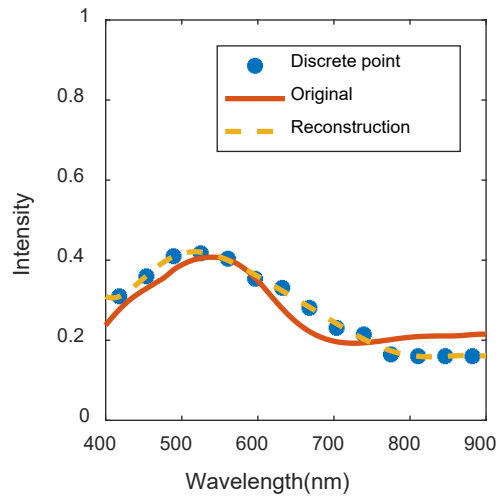 1
Discrete point
Original
Reconstruction
0.8
0.6
0.4
0.2
0
Intensity
400 500 600 700 800 900
Wavelength(nm)